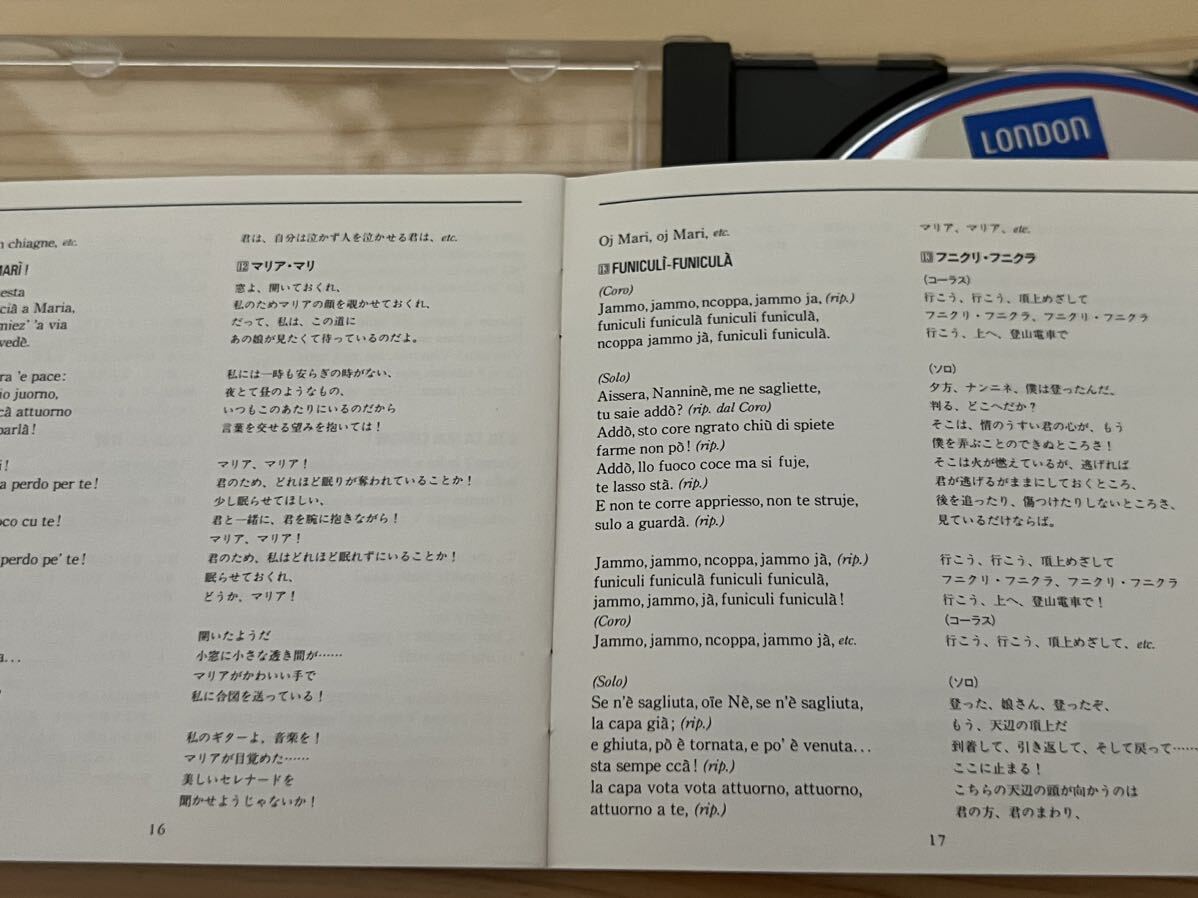 LONDON
n chiagne, etc.
MARÌ!
esta
cià a Maria,
miez' 'a via
vedè.
ra 'e pace:
io juorno,
cà attuorno
parlà!
i!
a perdo per te!
oco cu te!
perdo pe' te!
a...
君は、自分は泣かず人を泣かせる君は、etc.
12 マリア・マリ
窓よ、開いておくれ、
私のためマリアの顔を覗かせておくれ、
だって、私は、この道に
あの娘が見たくて待っているのだよ。
私には一時も安らぎの時がない、
夜とて昼のようなもの、
いつもこのあたりにいるのだから
言葉を交せる望みを抱いては!
マリア、マリア!
君のため、どれほど眠りが奪われていることか!
少し眠らせてほしい、
君と一緒に、君を腕に抱きながら!
マリア、マリア!
君のため、私はどれほど眠れずにいることか!
眠らせておくれ、
どうか、マリア!
開いたようだ
小窓に小さな透き間が……
マリアがかわいい手で
私に合図を送っている!
私のギターよ、音楽を!
マリアが目覚めた……
美しいセレナードを
聞かせようじゃないか!
16
Oj Marì, oj Marì, etc.
13 FUNICULÌ-FUNICULÀ
(Coro)
Jammo, jammo, ncoppa, jammo ja, (rip.)
funiculi funiculà funiculi funiculà,
ncoppa jammo jà, funiculi funiculà.
(Solo)
Aissera, Nanninè, me ne sagliette,
tu saie addò? (rip. dal Coro)
Addò, sto core ngrato chiù di spiete
farme non pò! (rip.)
Addò, llo fuoco coce ma si fuje,
te lasso stà. (rip.)
E non te corre appriesso, non te struje,
sulo a guardà. (rip.)
Jammo, jammo, ncoppa, jammo jà, (rip.)
funiculi funiculà funiculi funiculà,
jammo, jammo, jà, funiculi funiculà!
(Coro)
Jammo, jammo, ncoppa, jammo jà, etc.
(Solo)
Se n'è sagliuta, oïe Nè, se n'è sagliuta,
la capa già; (rip.)
e ghiuta, pò è tornata, e po' è venuta...
sta sempe ccà! (rip.)
la capa vota vota attuorno, attuorno,
attuorno a te, (rip.)
マリア、マリア、etc.
13 フニクリ・フニクラ
(コーラス)
行こう、行こう、頂上めざして
フニクリ・フニクラ、フニクリ・フニクラ
行こう、上へ、登山電車で
(ソロ)
夕方、ナンニネ、僕は登ったんだ、
判る、どこへだか?
そこは、情のうすい君の心が、もう
僕を弄ぶことのできぬところさ!
そこは火が燃えているが、逃げれば
君が逃げるがままにしておくところ、
後を追ったり、傷つけたりしないところさ、
見ているだけならば。
行こう、行こう、頂上めざして
フニクリ・フニクラ、フニクリ・フニクラ
行こう、上へ、登山電車で!
(コーラス)
行こう、行こう、頂上めざして、etc.
(ソロ)
登った、娘さん、登ったぞ、
もう、天辺の頂上だ
到着して、引き返して、そして戻って……
ここに止まる!
こちらの天辺の頭が向かうのは
君の方、君のまわり、
17